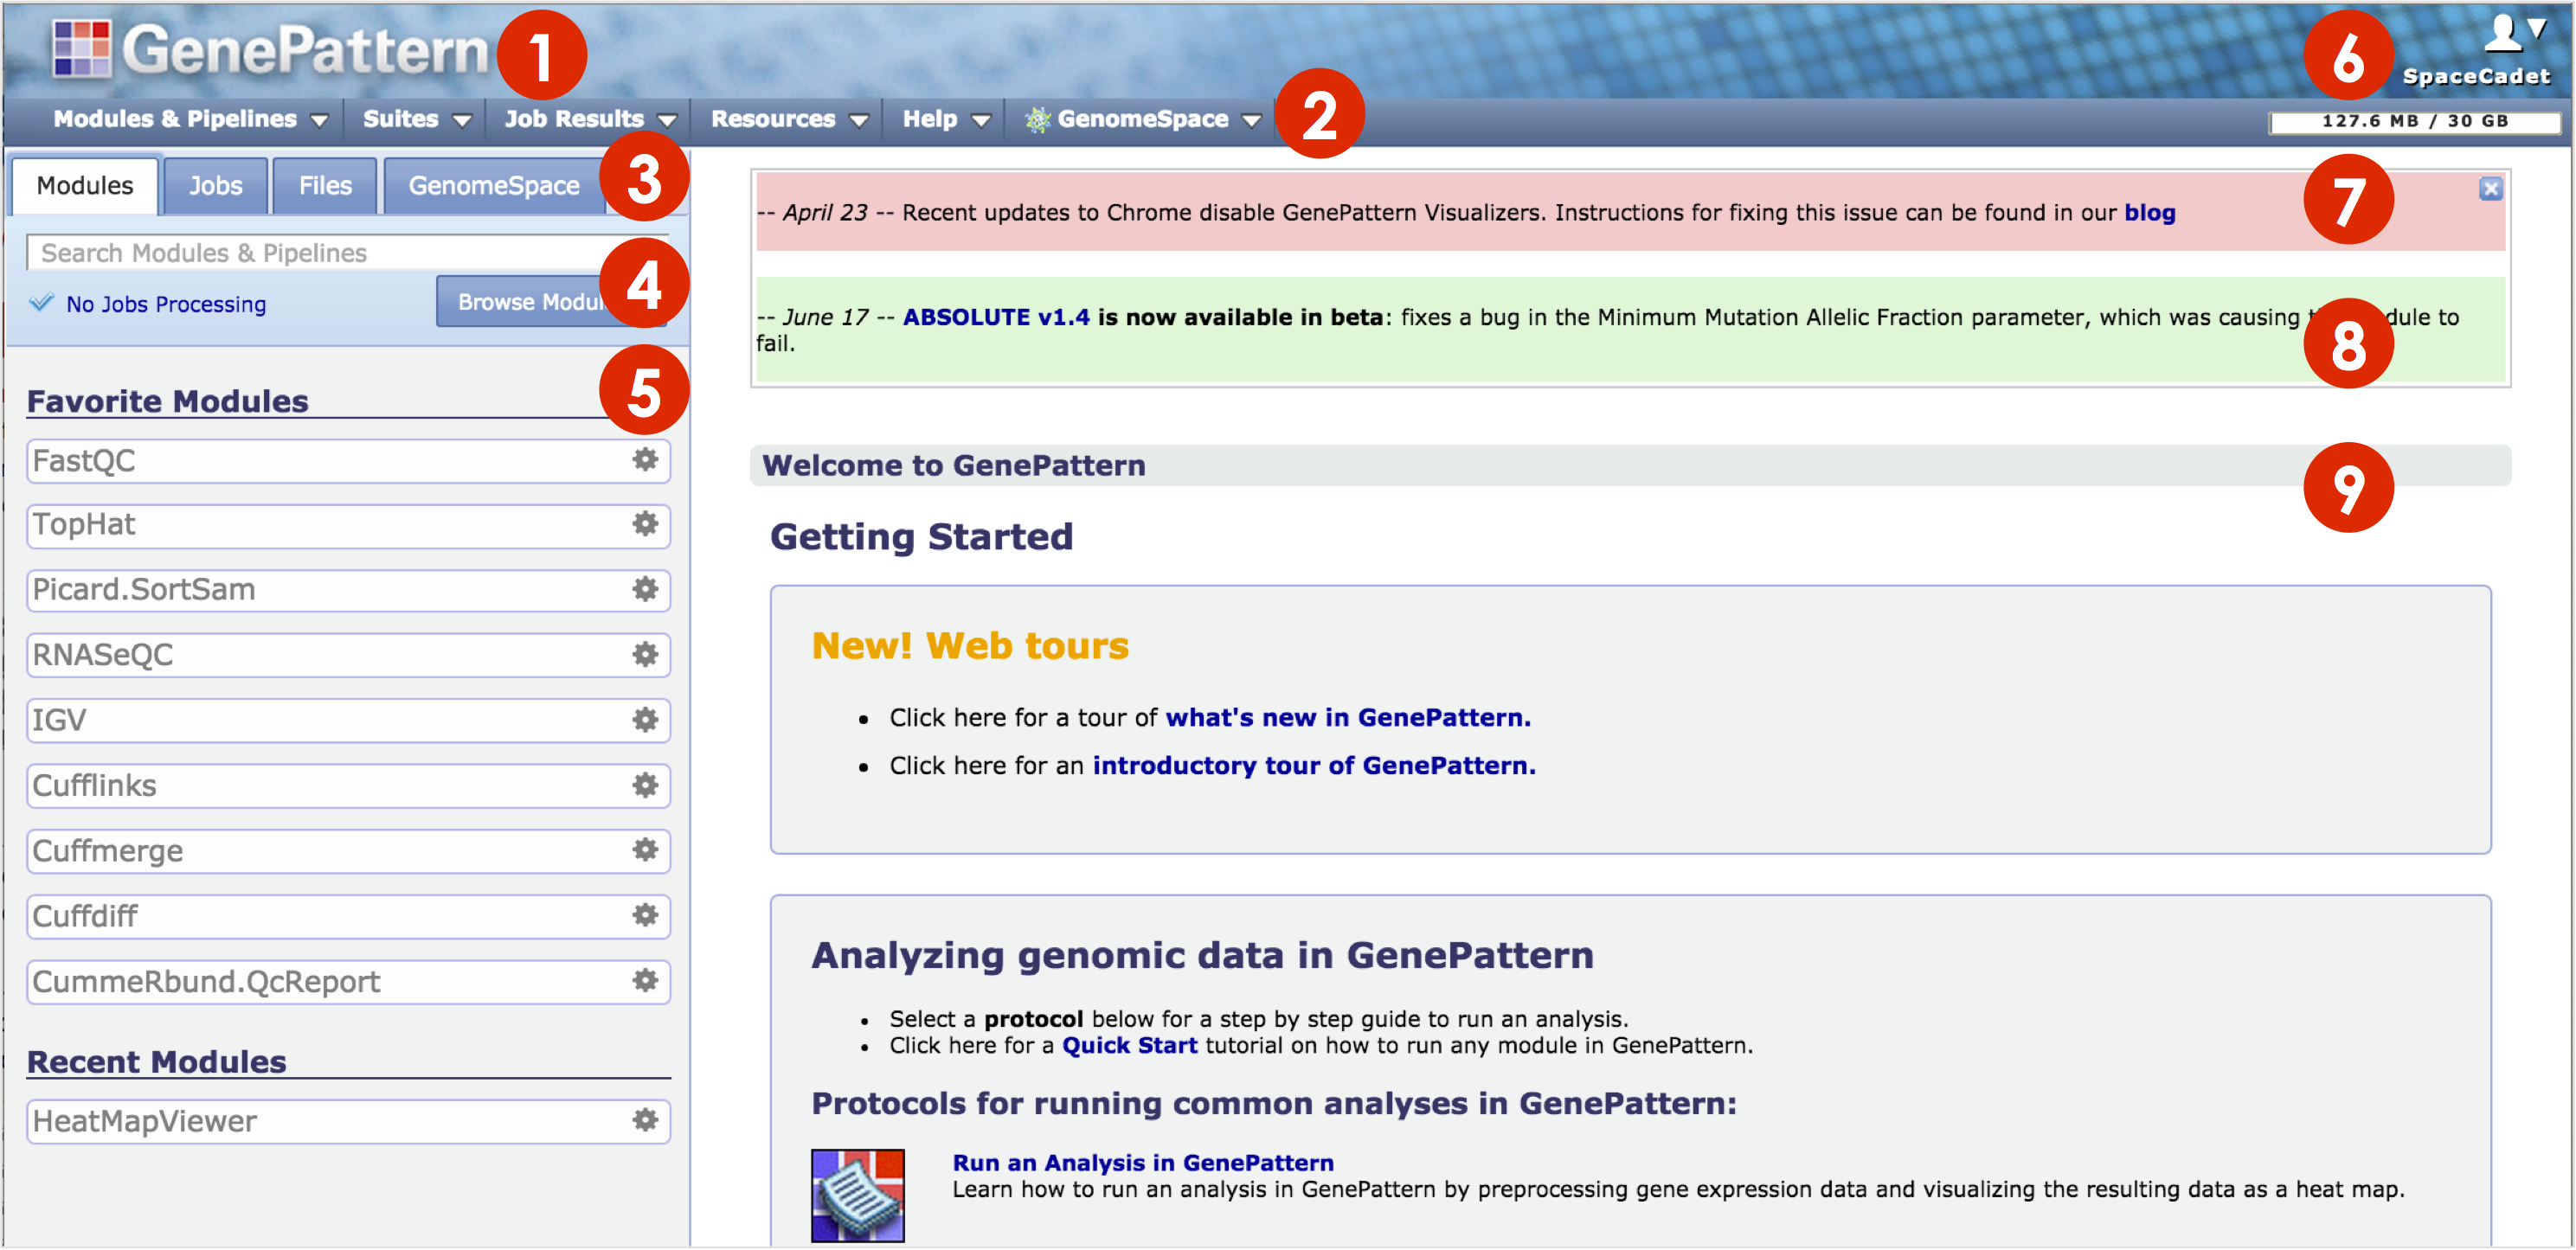 GenePattern
1
6
SpaceCadet
Modules & Pipelines
Suites
Job Results
Resources
Help
GenomeSpace
2
127.6 MB / 30 GB
Modules
Jobs
Files
GenomeSpace
3
Search Modules & Pipelines
No Jobs Processing
Browse
4
5
Favorite Modules
FastQC
TopHat
Picard.SortSam
RNASeQC
IGV
Cufflinks
Cuffmerge
Cuffdiff
CummeRbund.QcReport
Recent Modules
HeatMapViewer
-- April 23 -- Recent updates to Chrome disable GenePattern Visualizers. Instructions for fixing this issue can be found in our blog
7
-- June 17 -- ABSOLUTE v1.4 is now available in beta: fixes a bug in the Minimum Mutation Allelic Fraction parameter, which was causing to
fail.
8
Welcome to GenePattern
9
Getting Started
New! Web tours
• Click here for a tour of what's new in GenePattern.
• Click here for an introductory tour of GenePattern.
Analyzing genomic data in GenePattern
• Select a protocol below for a step by step guide to run an analysis.
• Click here for a Quick Start tutorial on how to run any module in GenePattern.
Protocols for running common analyses in GenePattern:
Run an Analysis in GenePattern
Learn how to run an analysis in GenePattern by preprocessing gene expression data and visualizing the resulting data as a heat map.